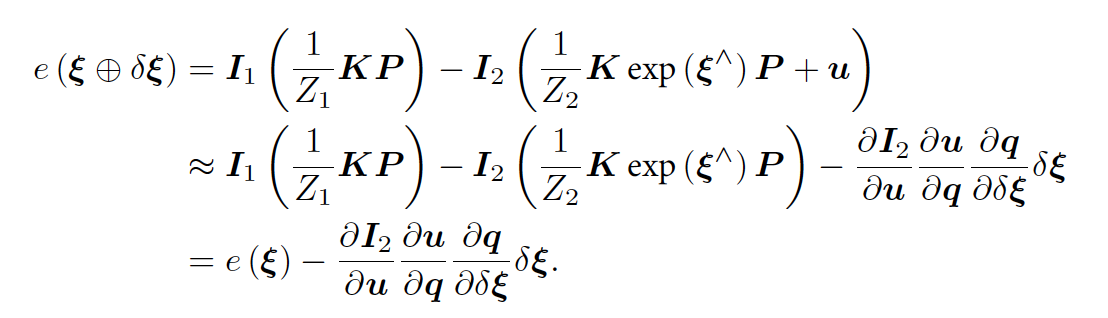 e (ξ ⊕ δξ) = I₁ ( 1/Z₁ KP ) − I₂ ( 1/Z₂ K exp (ξ^∧) P + u )
≈ I₁ ( 1/Z₁ KP ) − I₂ ( 1/Z₂ K exp (ξ^∧) P ) − ∂I₂/∂u ∂u/∂q ∂q/∂δξ δξ
= e (ξ) − ∂I₂/∂u ∂u/∂q ∂q/∂δξ δξ.